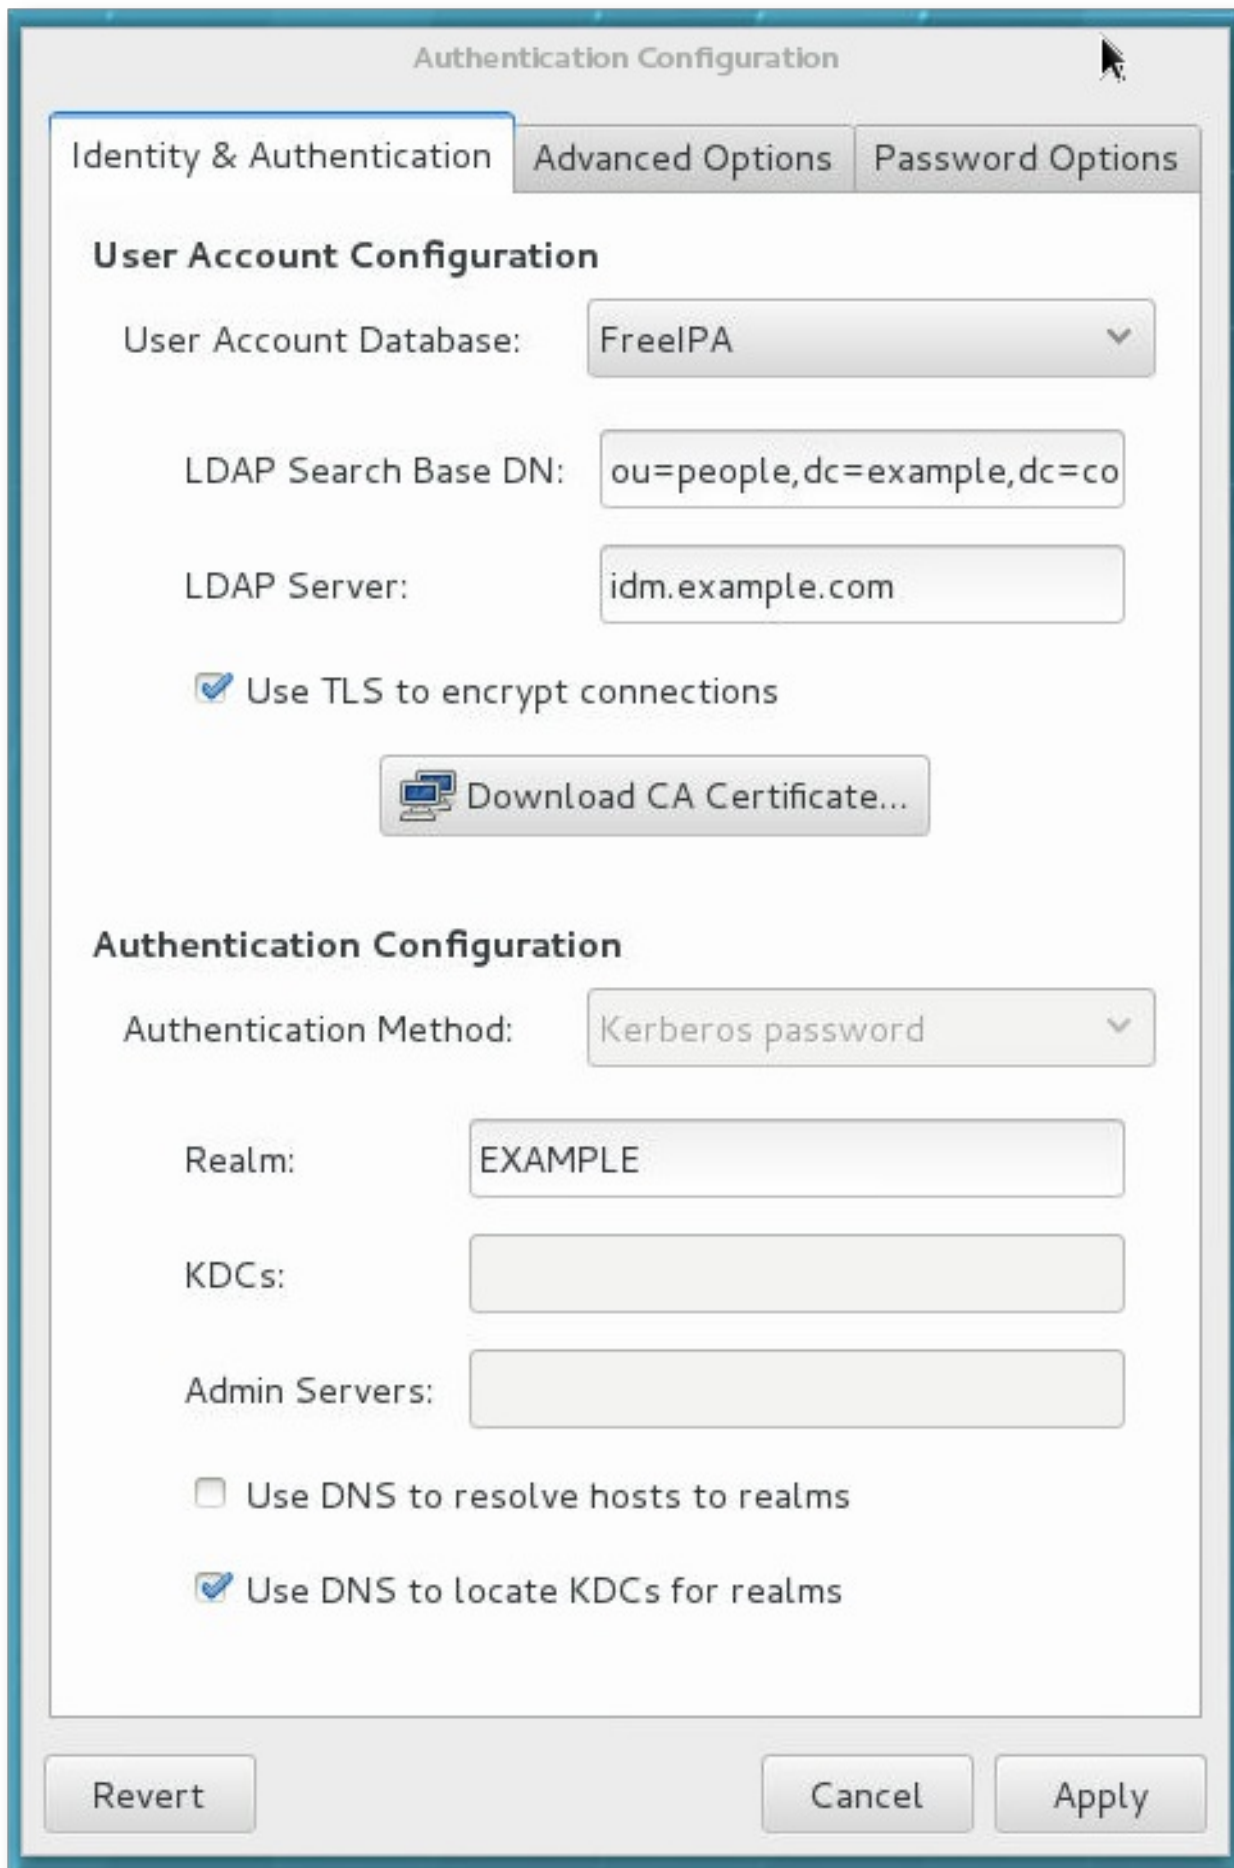 Authentication Configuration
Identity & Authentication Advanced Options Password Options
User Account Configuration
User Account Database: FreeIPA
LDAP Search Base DN: ou=people,dc=example,dc=co
LDAP Server: idm.example.com
Use TLS to encrypt connections
Download CA Certificate...
Authentication Configuration
Authentication Method: Kerberos password
Realm: EXAMPLE
KDCs:
Admin Servers:
Use DNS to resolve hosts to realms
Use DNS to locate KDCs for realms
Revert Cancel Apply